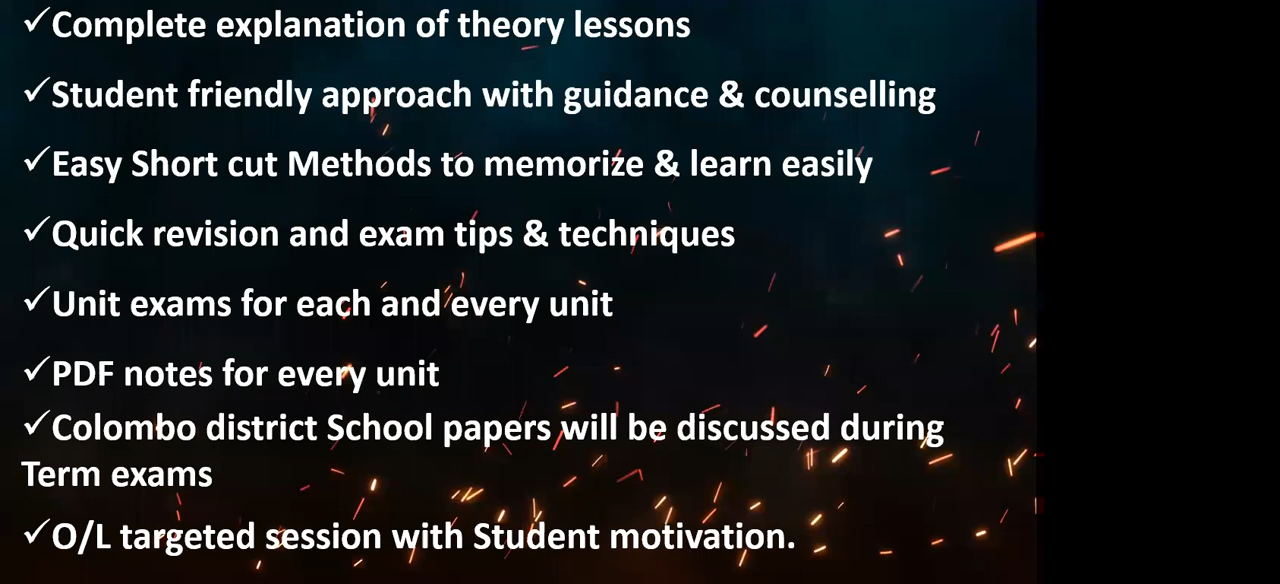 ✓Complete explanation of theory lessons
✓Student friendly approach with guidance & counselling
✓Easy Short cut Methods to memorize & learn easily
✓Quick revision and exam tips & techniques
✓Unit exams for each and every unit
✓PDF notes for every unit
✓Colombo district School papers will be discussed during
Term exams
✓O/L targeted session with Student motivation.